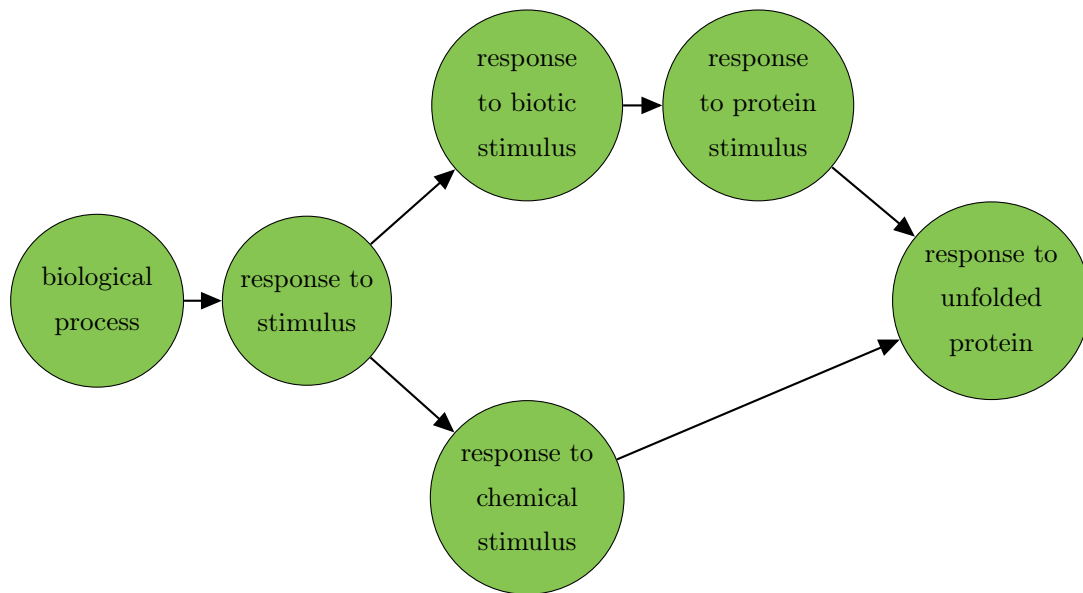 biological
process
response to
stimulus
response
to biotic
stimulus
response
to protein
stimulus
response to
chemical
stimulus
response to
unfolded
protein